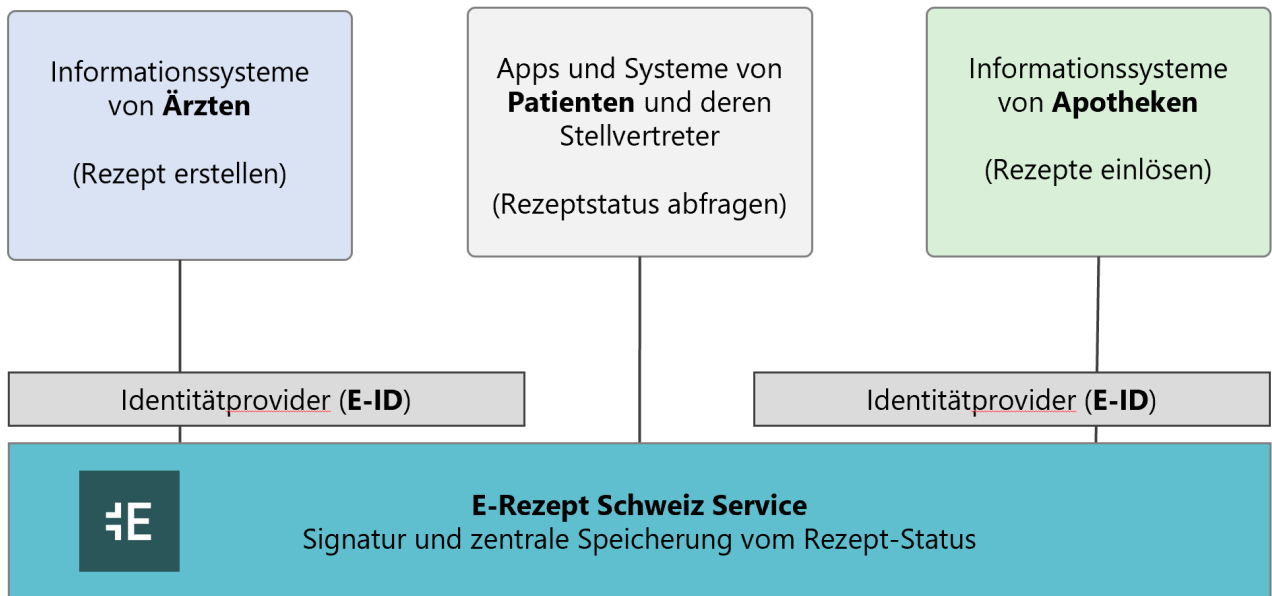 Informationssysteme
von Ärzten
(Rezept erstellen)
Apps und Systeme von
Patienten und deren
Stellvertreter
(Rezeptstatus abfragen)
Informationssysteme
von Apotheken
(Rezepte einlösen)
Identitätprovider (E-ID)
Identitätprovider (E-ID)
E
E-Rezept Schweiz Service
Signatur und zentrale Speicherung vom Rezept-Status